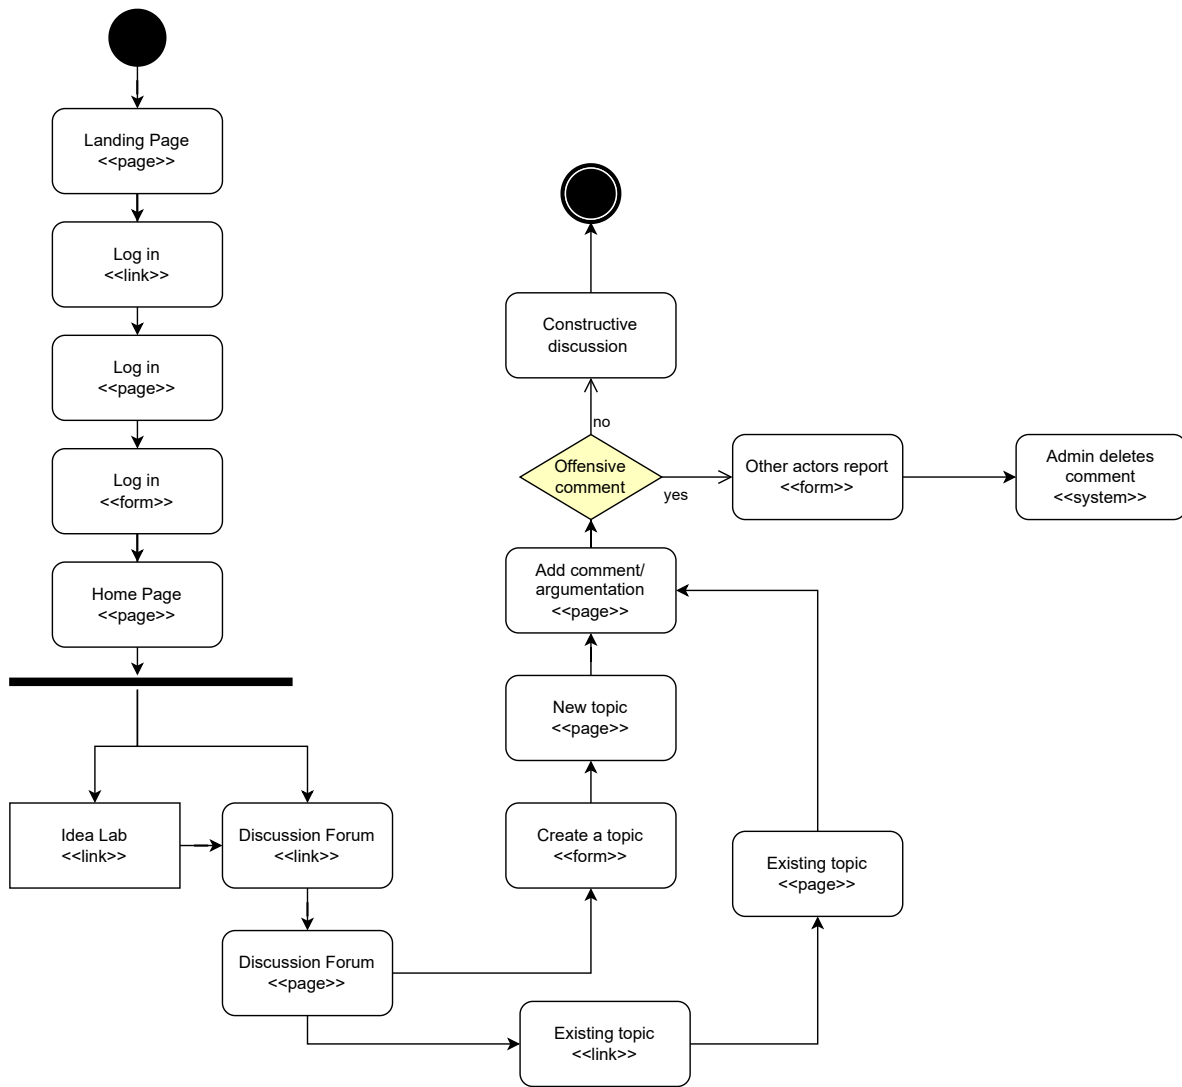 Landing Page
<<page>>
Log in
<<link>>
Log in
<<page>>
Log in
<<form>>
Home Page
<<page>>
Idea Lab
<<link>>
Discussion Forum
<<link>>
Discussion Forum
<<page>>
Existing topic
<<link>>
Existing topic
<<page>>
Create a topic
<<form>>
New topic
<<page>>
Add comment/
argumentation
<<page>>
Offensive
comment
no
yes
Constructive
discussion
Other actors report
<<form>>
Admin deletes
comment
<<system>>